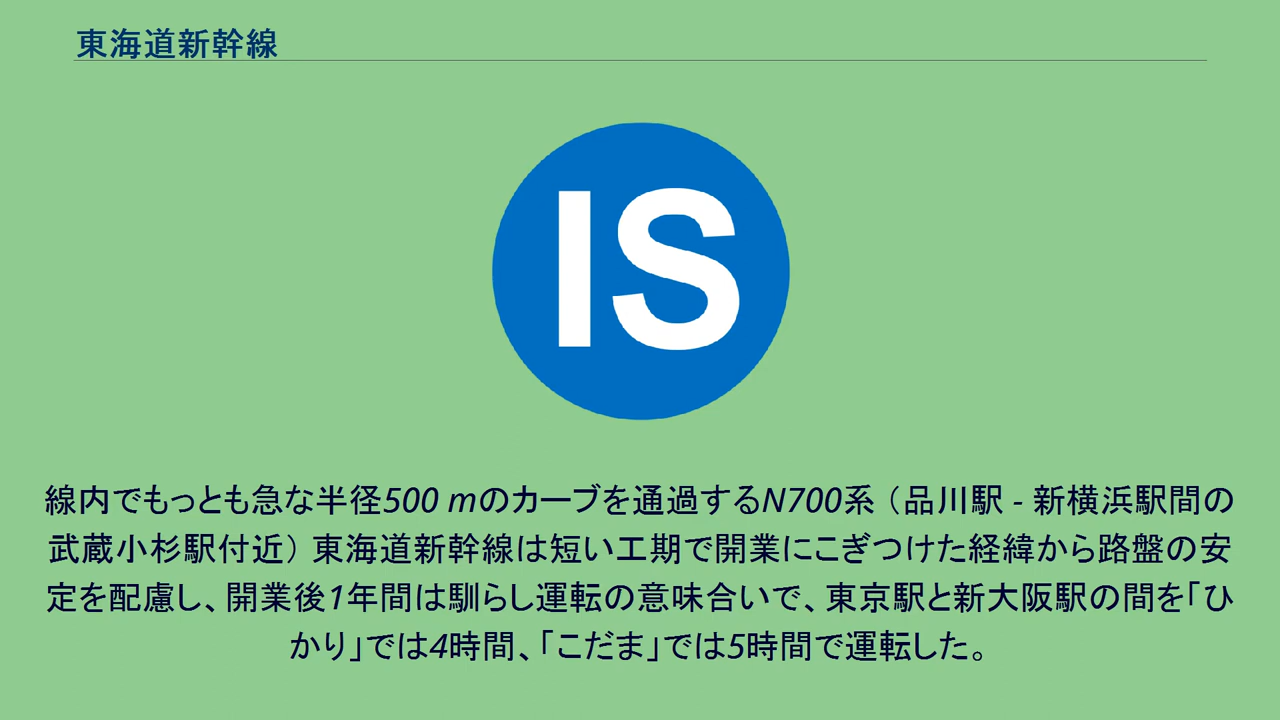 東海道新幹線
IS
線内でもっとも急な半径500 mのカーブを通過するN700系（品川駅 - 新横浜駅間の
武蔵小杉駅付近）東海道新幹線は短い工期で開業にこぎつけた経緯から路盤の安
定を配慮し、開業後1年間は馴らし運転の意味合いで、東京駅と新大阪駅の間を「ひ
かり」では4時間、「こだま」では5時間で運転した。